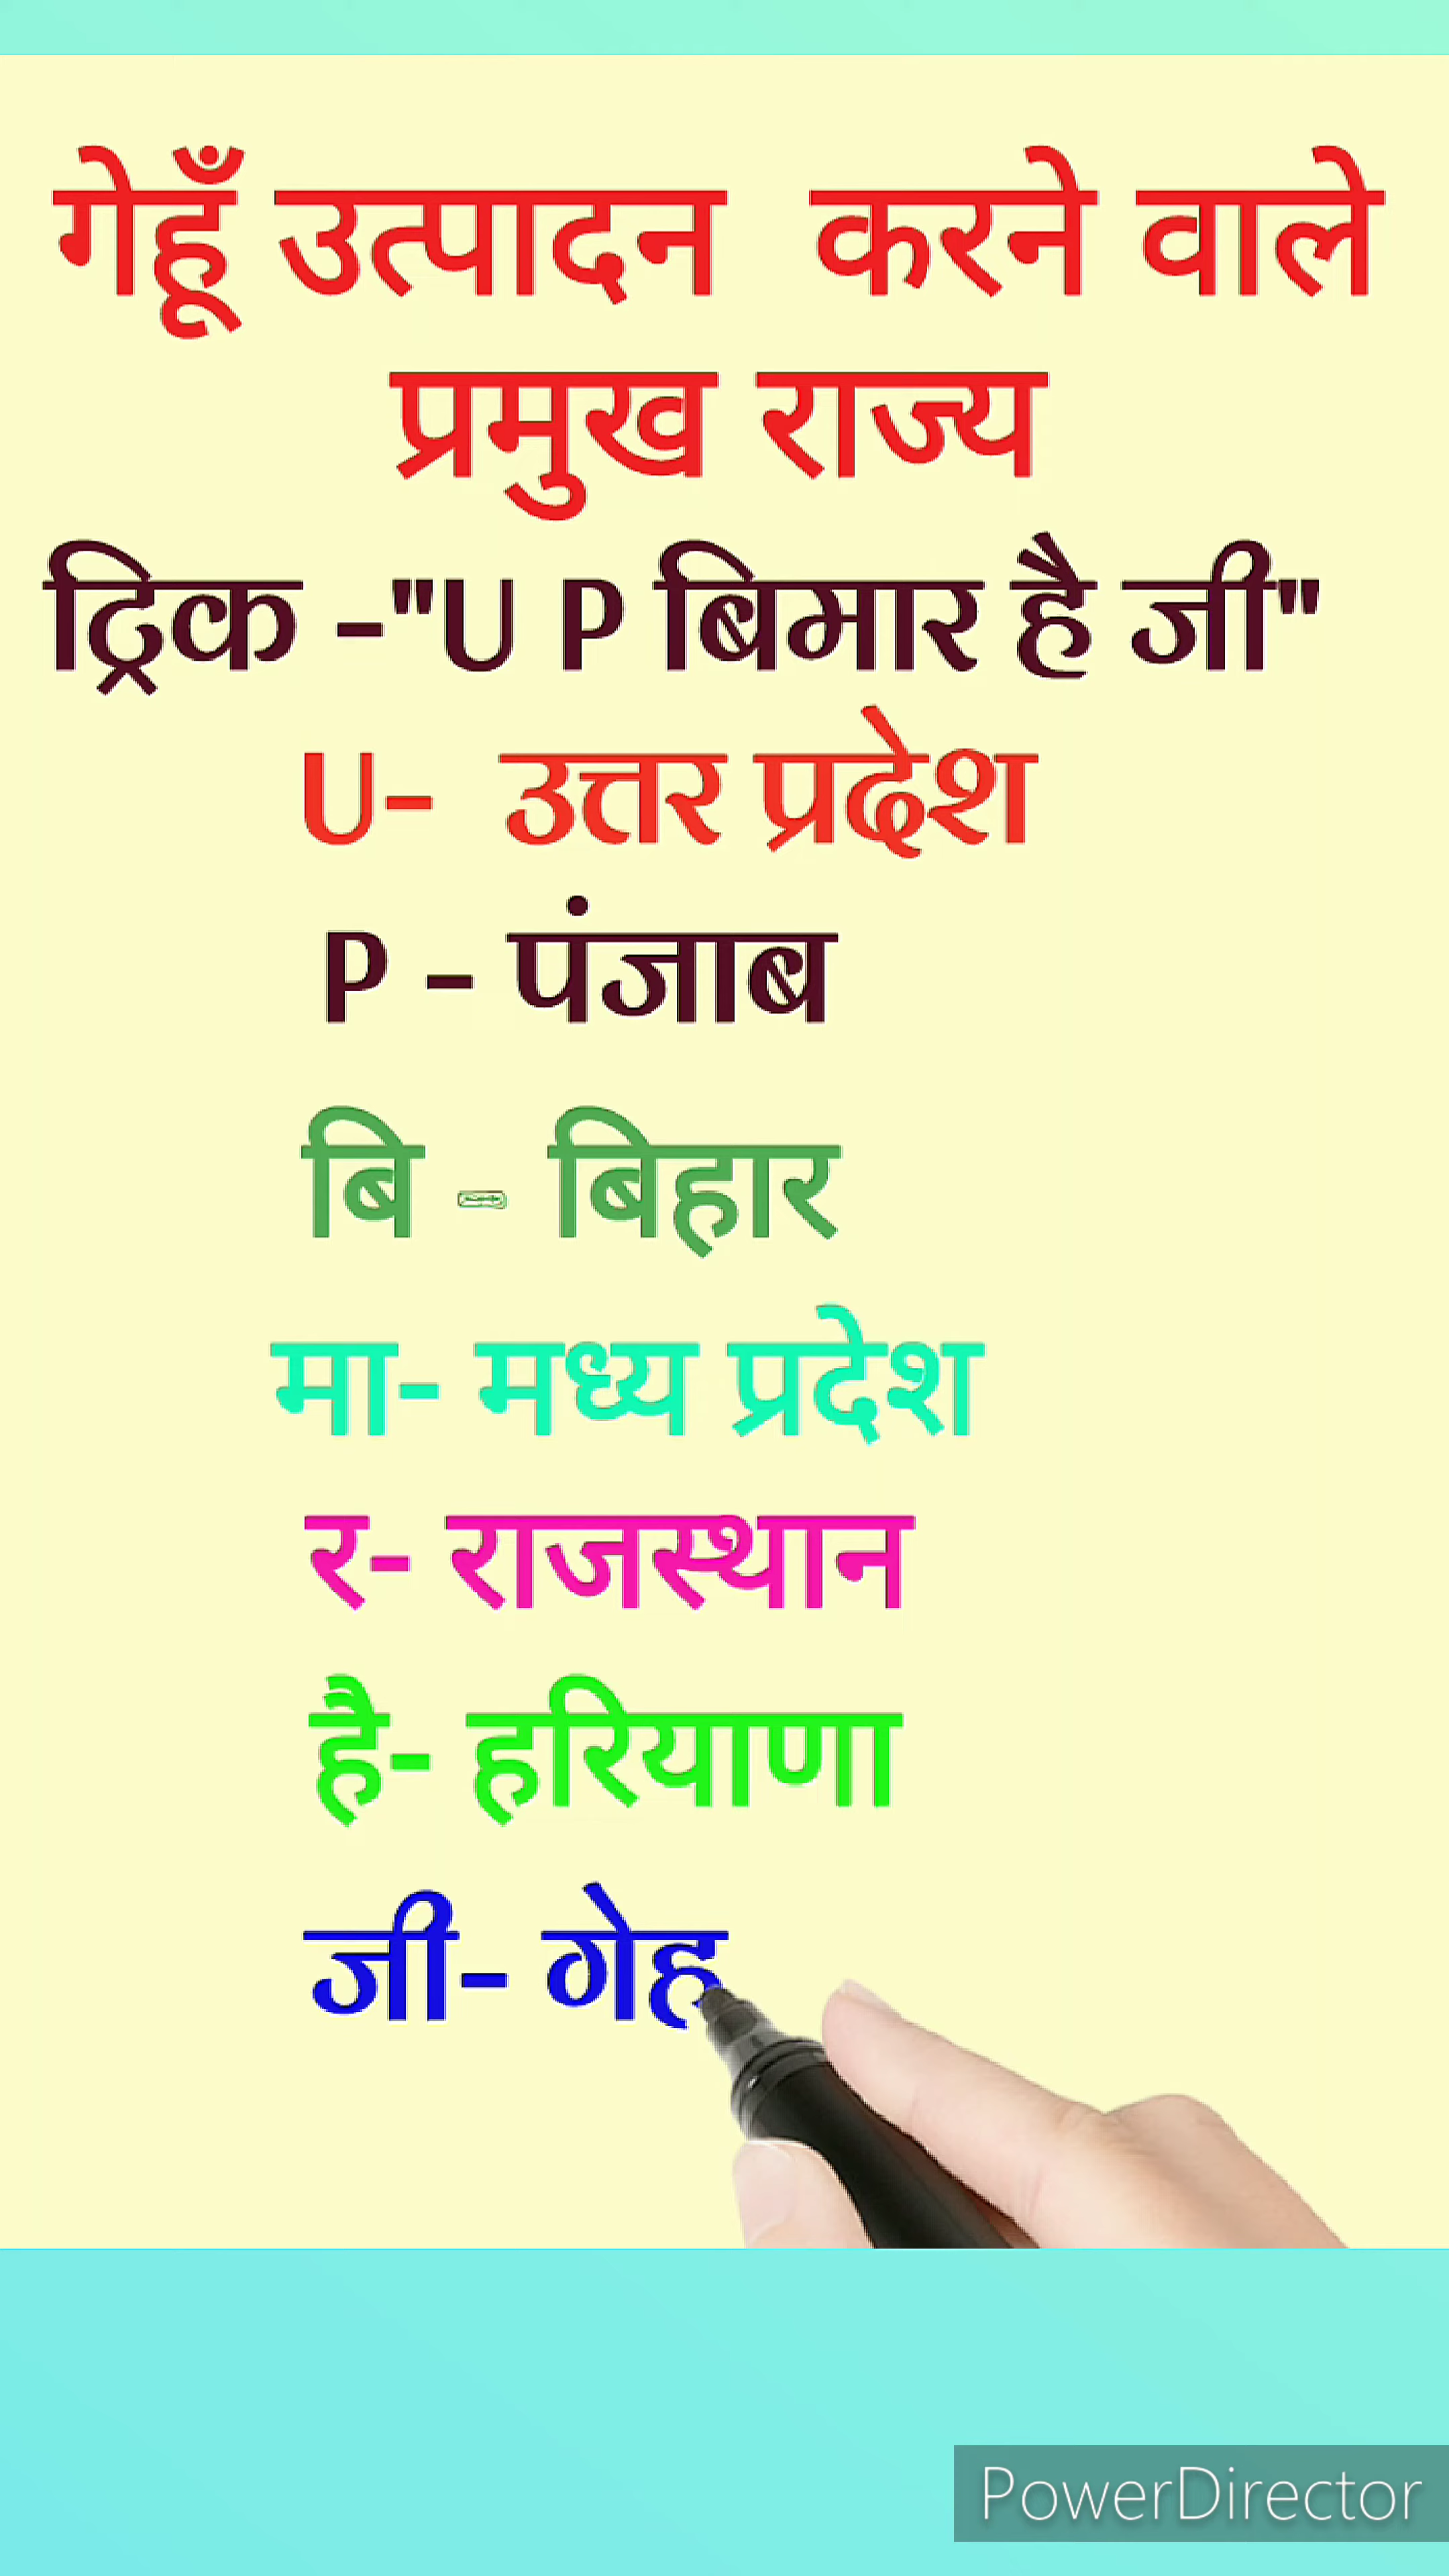 गेहूँ उत्पादन करने वाले
प्रमुख राज्य
ट्रिक -"U P बिमार है जी"
U- उत्तर प्रदेश
P - पंजाब
बि - बिहार
मा- मध्य प्रदेश
र- राजस्थान
है- हरियाणा
जी- गेह
PowerDirector